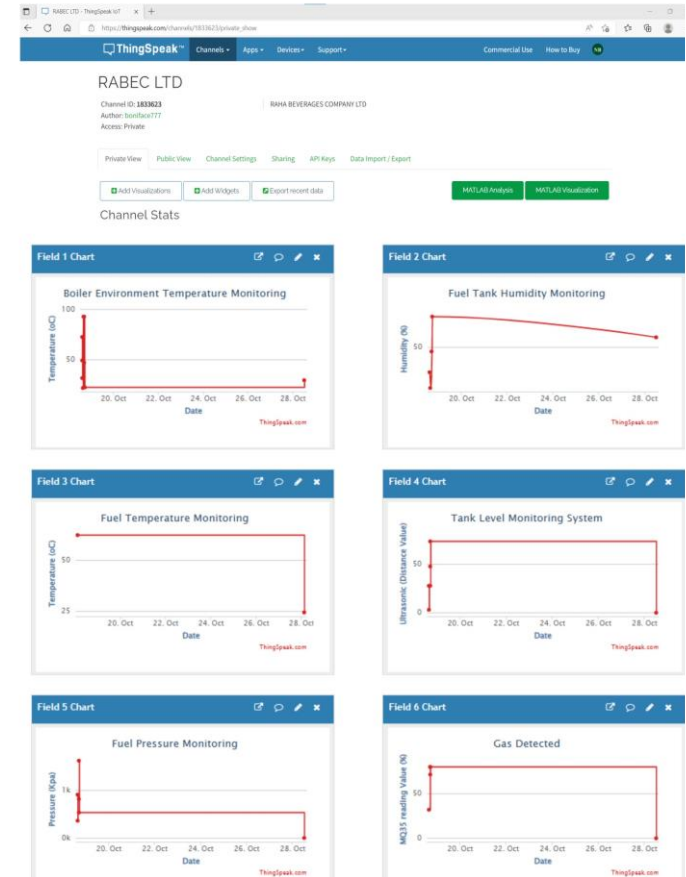 RABEC LTD - ThingSpeak IoT
https://thingspeak.com/channels/1833623/private_show
ThingSpeak™ Channels Apps Devices Support Commercial Use How to Buy NB
RABEC LTD
Channel ID: 1833623
RAHA BEVERAGES COMPANY LTD
Author: boniface777
Access: Private
Private View Public View Channel Settings Sharing API Keys Data Import / Export
Add Visualizations Add Widgets Export recent data MATLAB Analysis MATLAB Visualization
Channel Stats
Field 1 Chart
Boiler Environment Temperature Monitoring
Temperature (oC)
100
50
20. Oct 22. Oct 24. Oct 26. Oct 28. Oct
Date
ThingSpeak.com
Field 2 Chart
Fuel Tank Humidity Monitoring
Humidity (%)
50
20. Oct 22. Oct 24. Oct 26. Oct 28. Oct
Date
ThingSpeak.com
Field 3 Chart
Fuel Temperature Monitoring
Temperature (oC)
50
25
20. Oct 22. Oct 24. Oct 26. Oct 28. Oct
Date
ThingSpeak.com
Field 4 Chart
Tank Level Monitoring System
Ultrasonic (Distance Value)
50
0
20. Oct 22. Oct 24. Oct 26. Oct 28. Oct
Date
ThingSpeak.com
Field 5 Chart
Fuel Pressure Monitoring
Pressure (Kpa)
1k
0k
20. Oct 22. Oct 24. Oct 26. Oct 28. Oct
Date
ThingSpeak.com
Field 6 Chart
Gas Detected
MQ35 reading Value (%)
50
0
20. Oct 22. Oct 24. Oct 26. Oct 28. Oct
Date
ThingSpeak.com